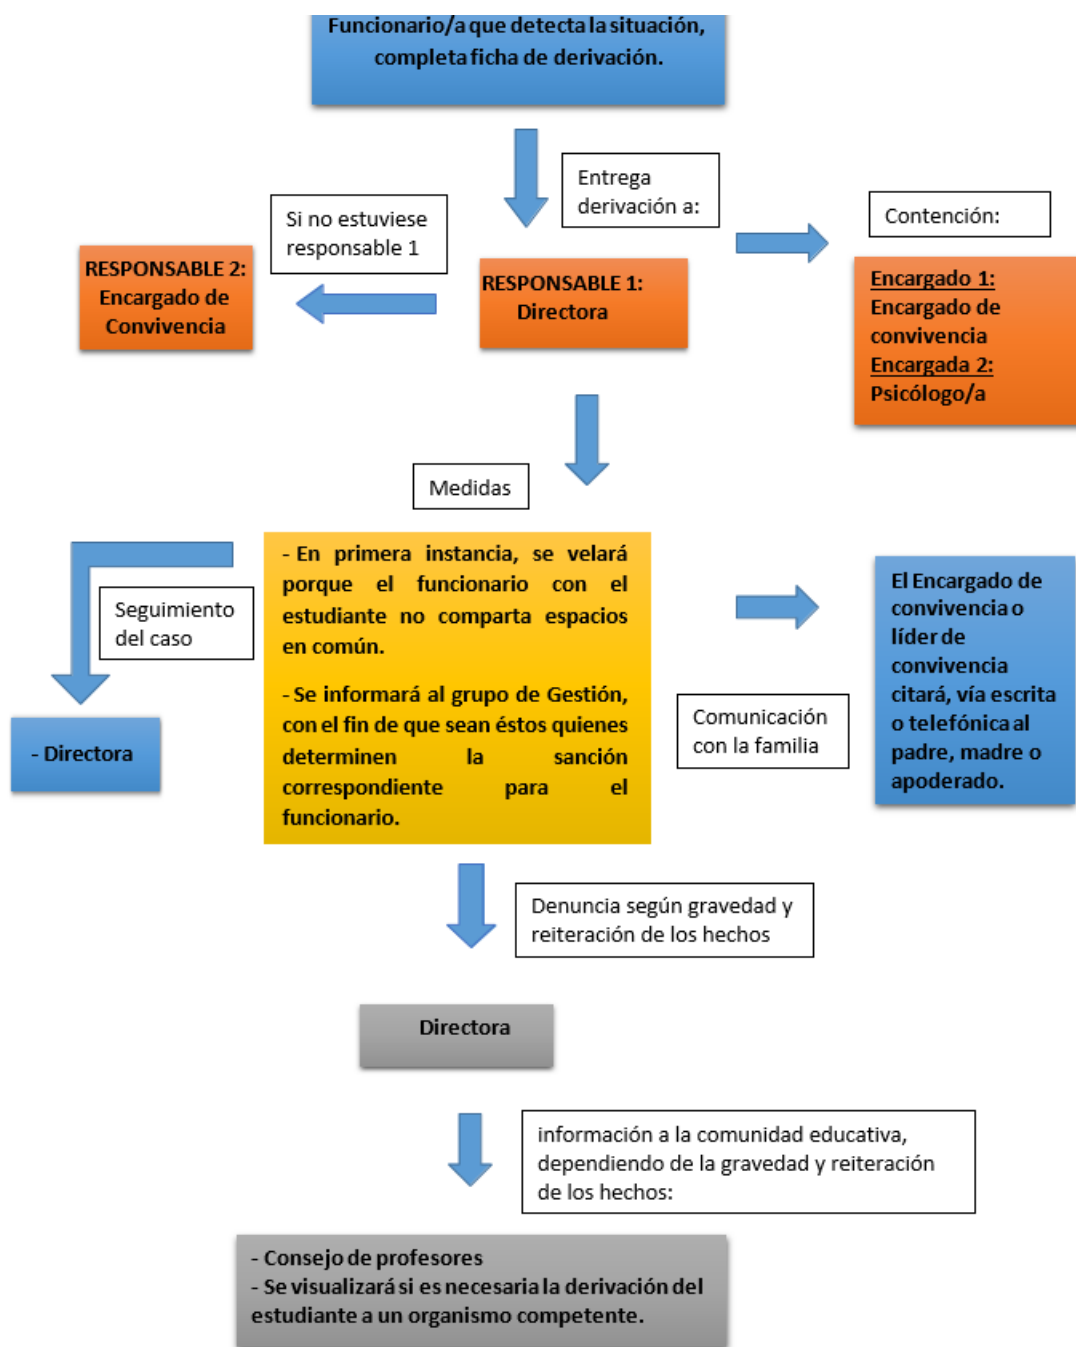 Funcionario/a que detecta la situación,
completa ficha de derivación.
Entrega
derivación a:
Si no estuviese
responsable 1
Contención:
RESPONSABLE 2:
Encargado de
Convivencia
RESPONSABLE 1:
Directora
Encargado 1:
Encargado de
convivencia
Encargada 2:
Psicólogo/a
Medidas
- En primera instancia, se velará
porque el funcionario con el
estudiante no comparta espacios
en común.
- Se informará al grupo de Gestión,
con el fin de que sean éstos quienes
determinen la sanción
correspondiente para el
funcionario.
Seguimiento
del caso
- Directora
Comunicación
con la familia
El Encargado de
convivencia o
líder de
convivencia
citará, vía escrita
o telefónica al
padre, madre o
apoderado.
Denuncia según gravedad y
reiteración de los hechos
Directora
información a la comunidad educativa,
dependiendo de la gravedad y reiteración
de los hechos:
- Consejo de profesores
- Se visualizará si es necesaria la derivación del
estudiante a un organismo competente.